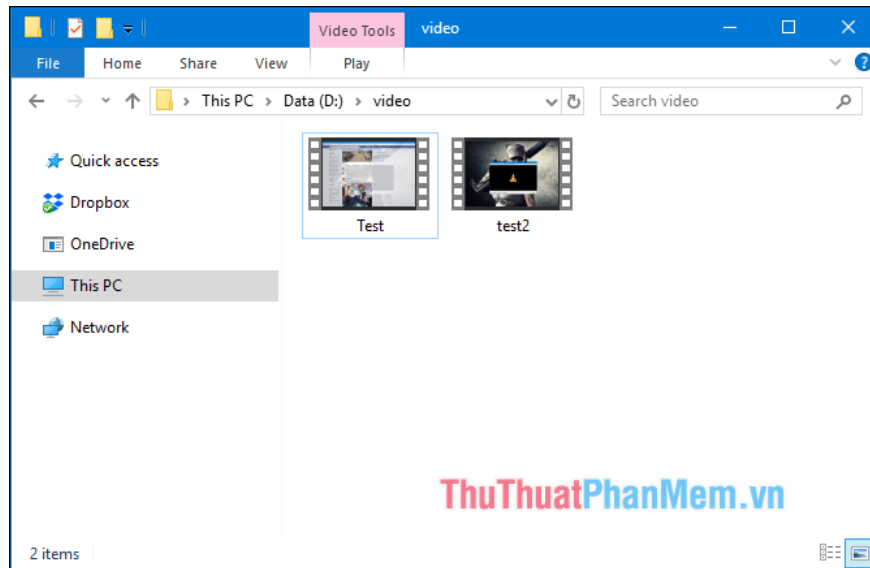 Video Tools video
File Home Share View Play ?
This PC Data (D:) video Search video
Quick access
Dropbox
OneDrive
This PC
Network
Test test2
ThuThuatPhanMem.vn
2 items